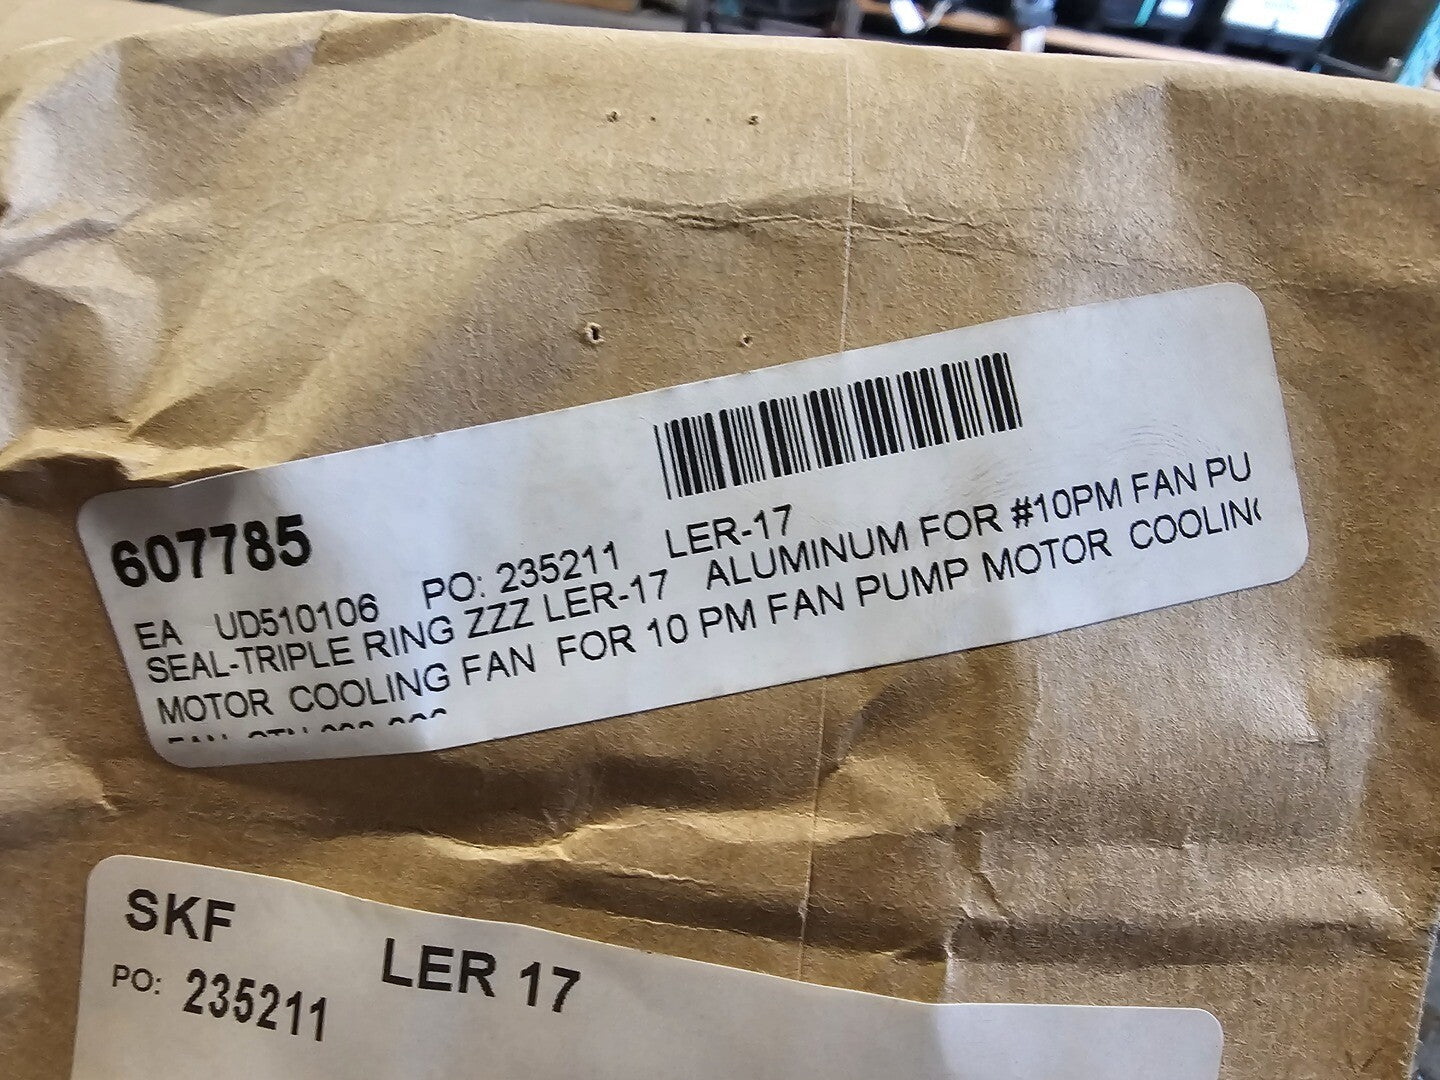 607785
EA UD510106 PO: 235211 LER-17
SEAL-TRIPLE RING ZZZ LER-17 ALUMINUM FOR #10PM FAN PU
MOTOR COOLING FAN FOR 10 PM FAN PUMP MOTOR COOLIN
SKF LER 17
PO: 235211